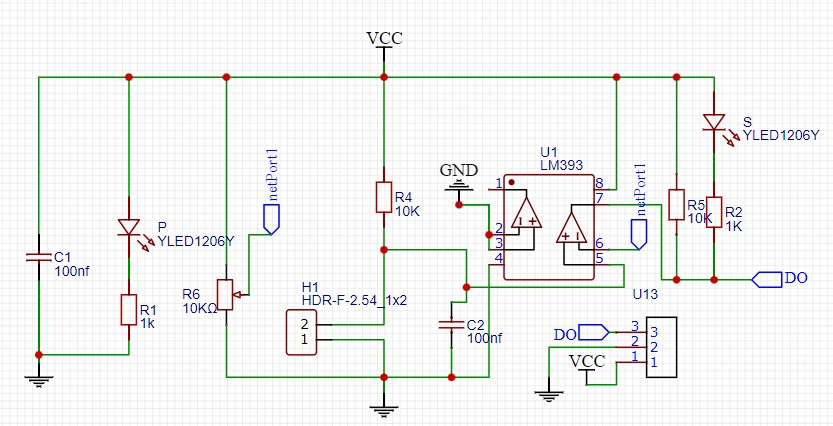 VCC
S
YLED1206Y
U1
LM393
GND
netPort1
netPort1
1
2
3
4
8
7
6
5
R4
10K
R5
10K
R2
1K
P
YLED1206Y
C1
100nf
R6
10KΩ
H1
HDR-F-2.54_1x2
2
1
R1
1k
C2
100nf
DO
U13
DO
VCC
3
2
1
3
2
1